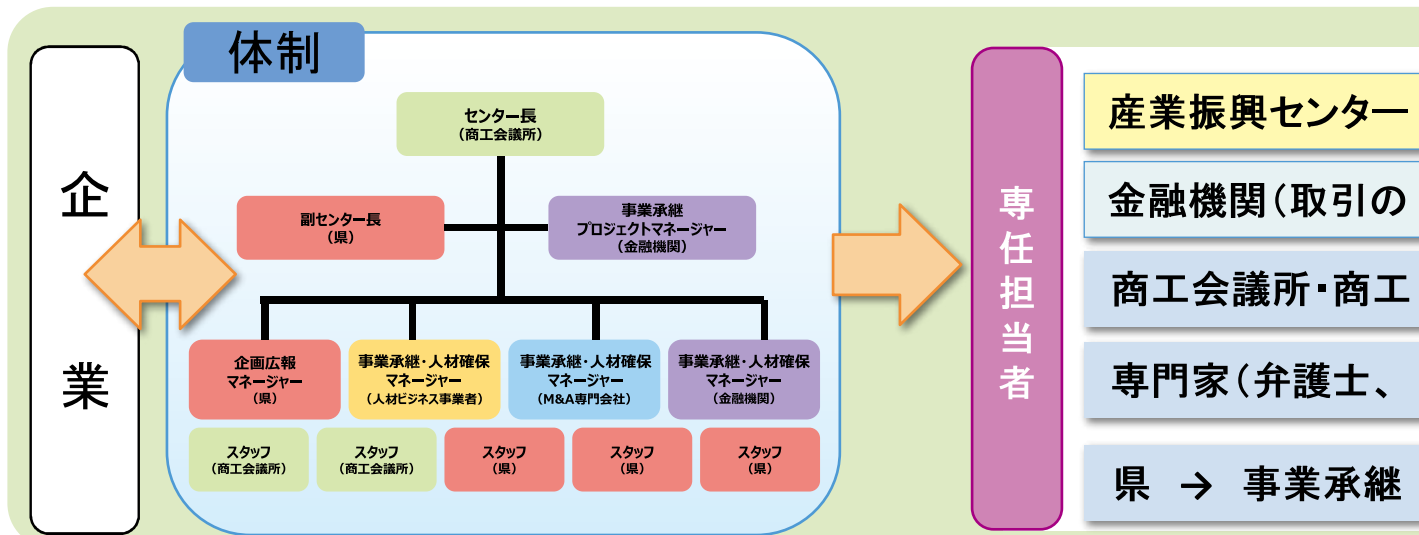 企業
体制
センター長
（商工会議所）
副センター長
（県）
事業承継
プロジェクトマネージャー
（金融機関）
企画広報
マネージャー
（県）
事業承継・人材確保
マネージャー
（人材ビジネス事業者）
事業承継・人材確保
マネージャー
（M&A専門会社）
事業承継・人材確保
マネージャー
（金融機関）
スタッフ
（商工会議所）
スタッフ
（商工会議所）
スタッフ
（県）
スタッフ
（県）
スタッフ
（県）
専任担当者
産業振興センター
金融機関（取引の
商工会議所・商工
専門家（弁護士、
県 → 事業承継